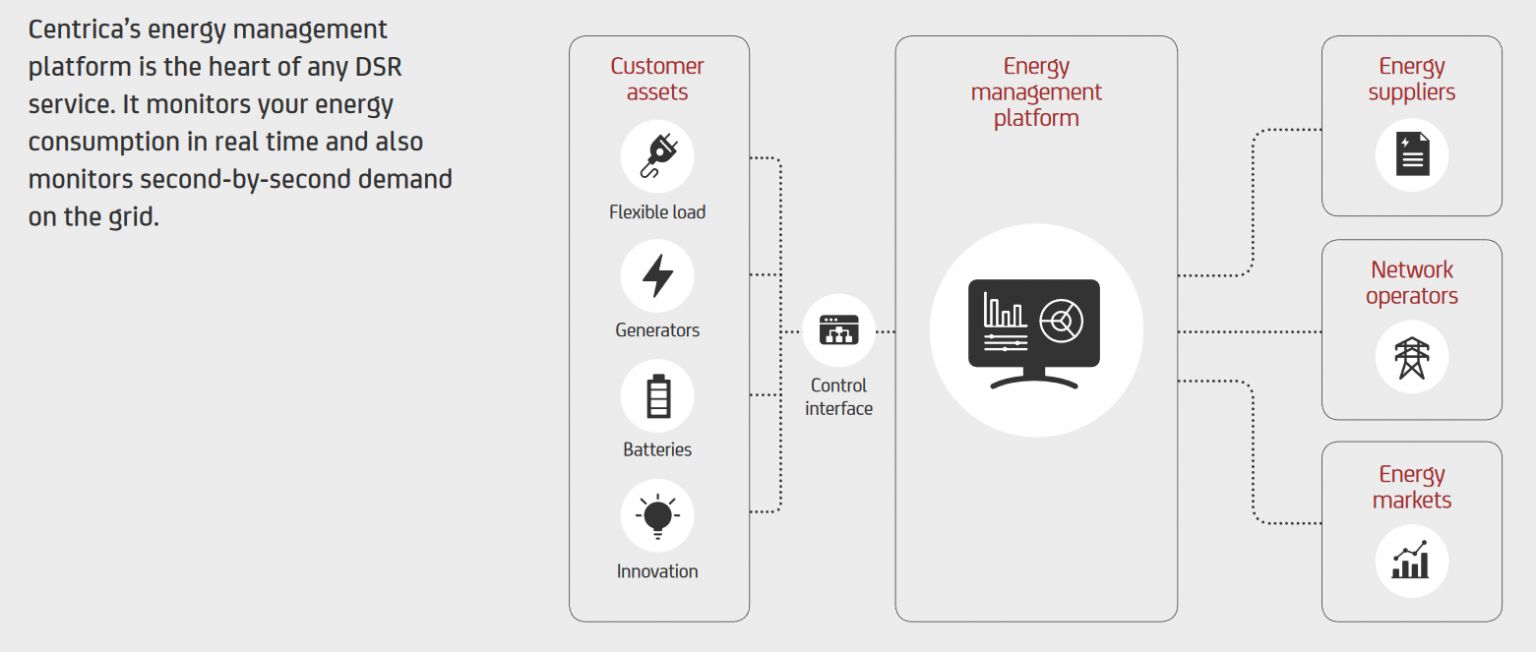 Centrica’s energy management
platform is the heart of any DSR
service. It monitors your energy
consumption in real time and also
monitors second-by-second demand
on the grid.
Customer
assets
Flexible load
Generators
Batteries
Innovation
Control
interface
Energy
management
platform
Energy
suppliers
Network
operators
Energy
markets